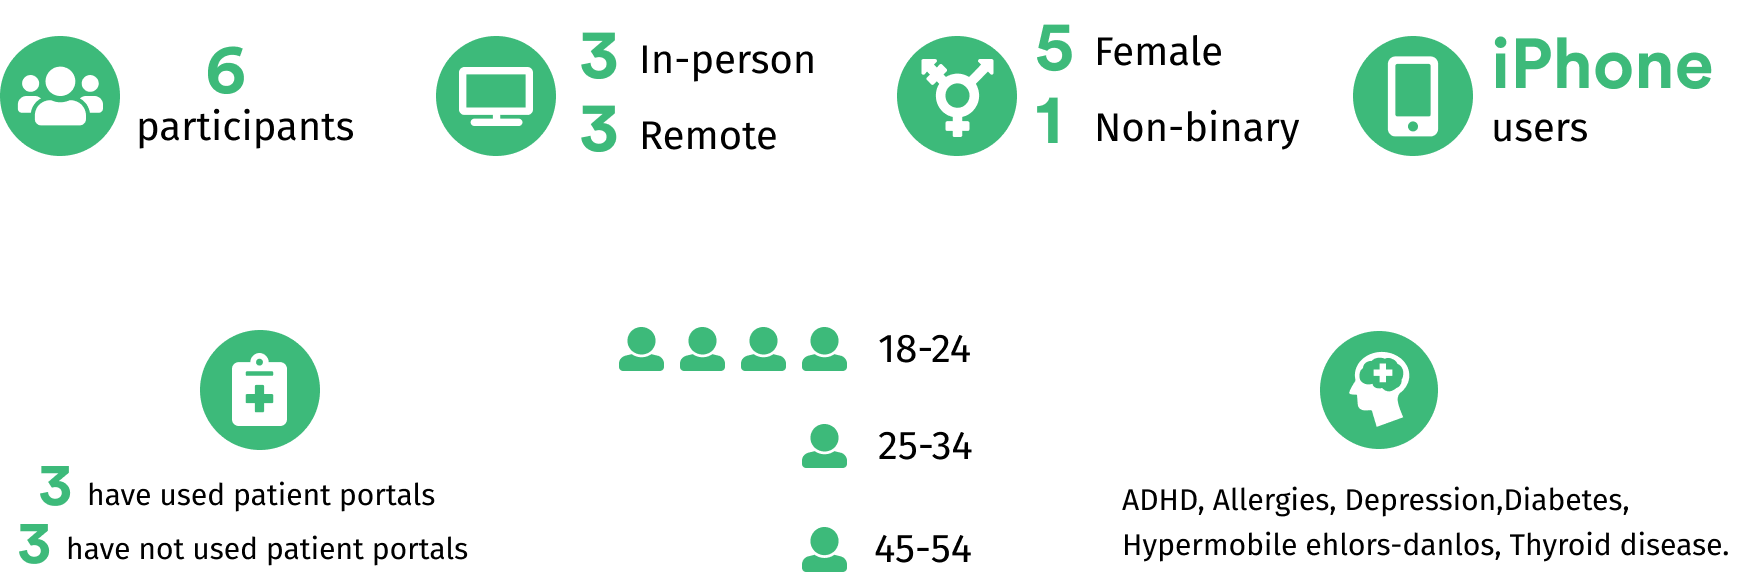 6
participants
3 In-person
3 Remote
5 Female
1 Non-binary
iPhone
users
3 have used patient portals
3 have not used patient portals
18-24
25-34
45-54
ADHD, Allergies, Depression,Diabetes,
Hypermobile ehlors-danlos, Thyroid disease.